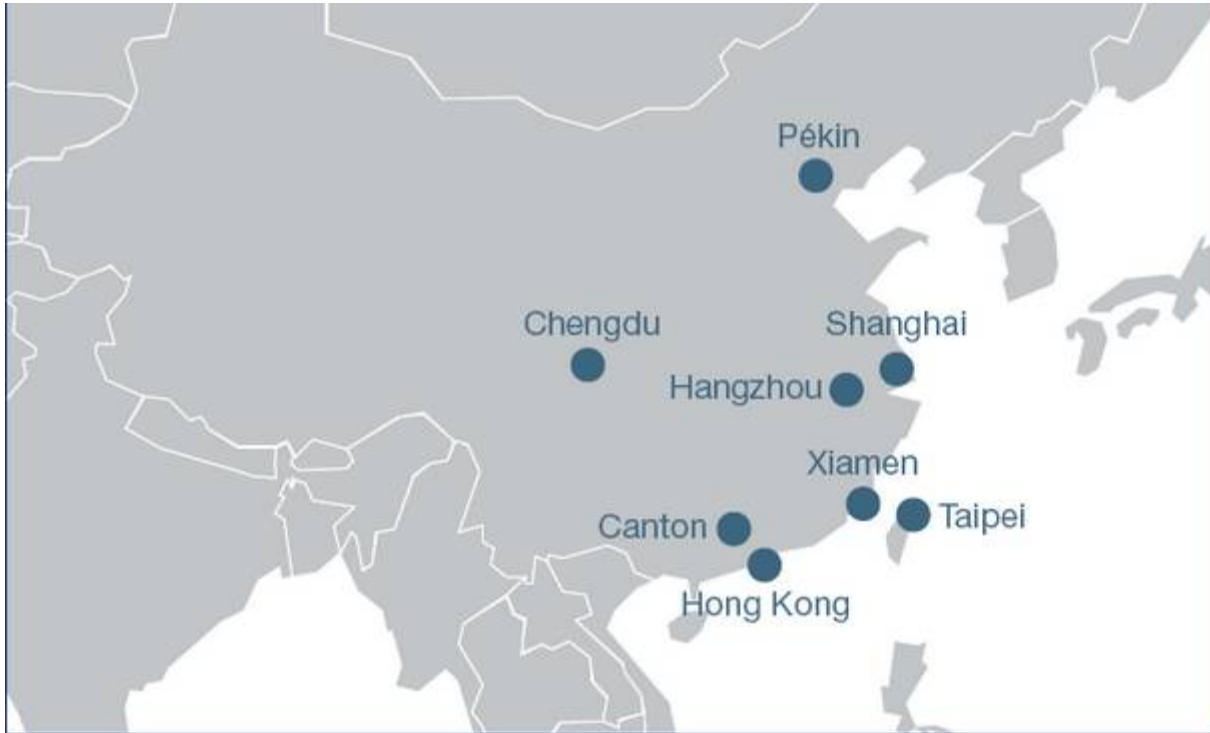 Pékin
Chengdu
Shanghai
Hangzhou
Xiamen
Canton
Taipei
Hong Kong